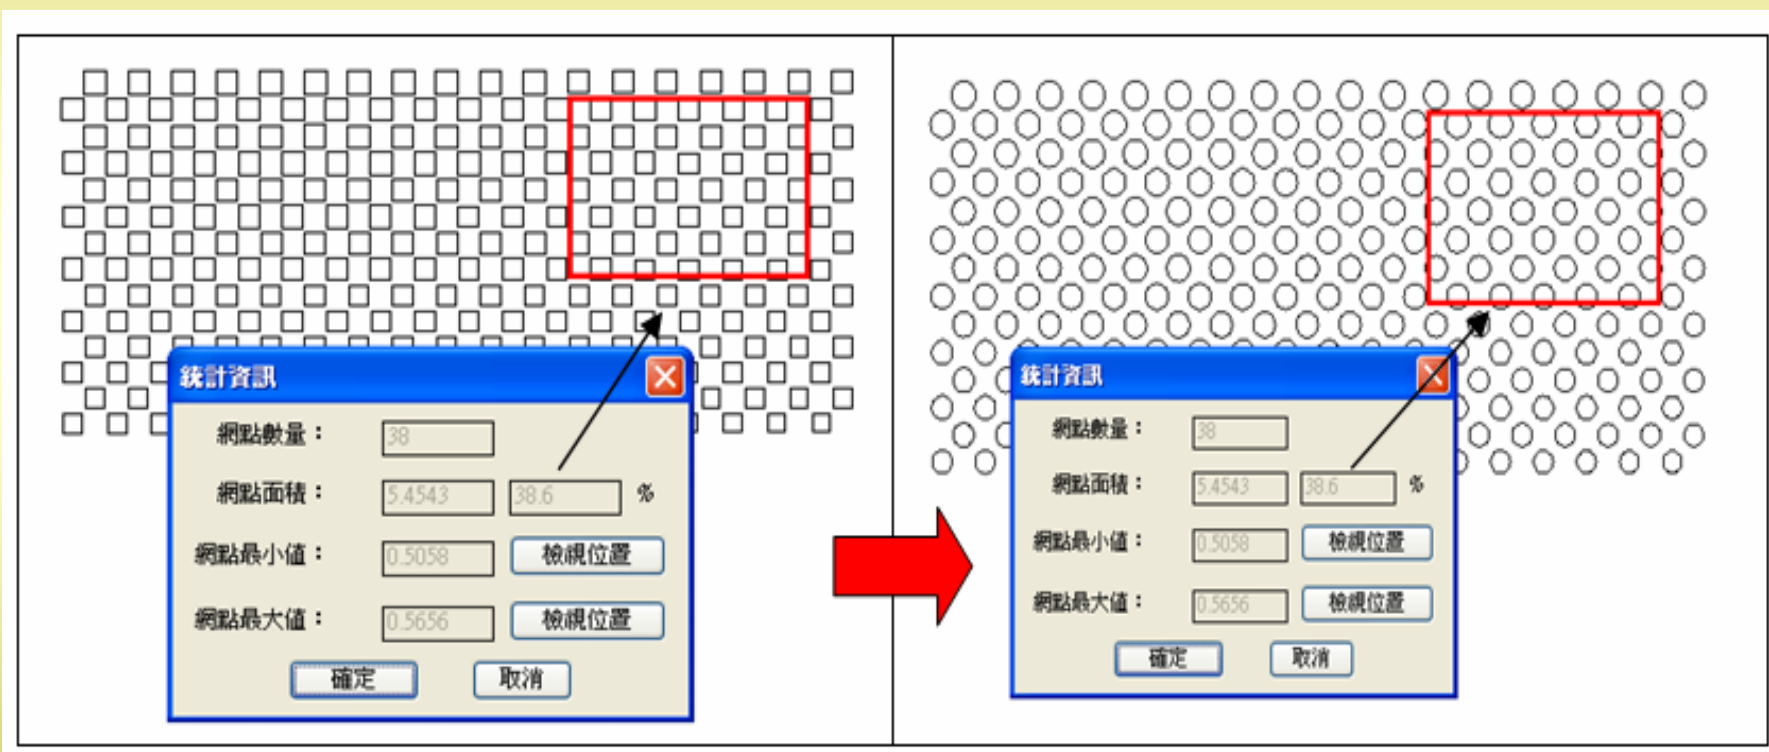 統計資訊
網點數量：38
網點面積：5.4543 38.6 %
網點最小值：0.5058 檢視位置
網點最大值：0.5656 檢視位置
確定 取消
統計資訊
網點數量：38
網點面積：5.4543 38.6 %
網點最小值：0.5058 檢視位置
網點最大值：0.5656 檢視位置
確定 取消